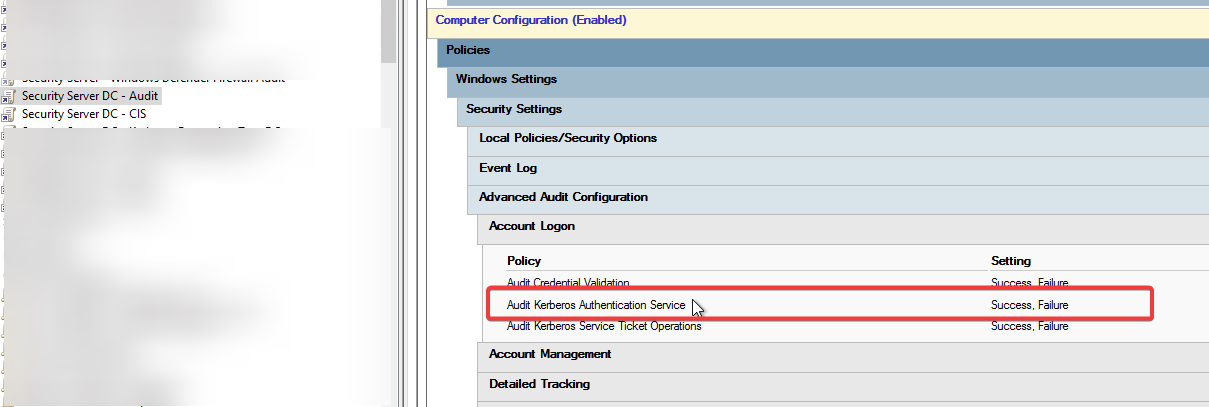 Security Server - Windows Defender Firewall Audit
Security Server DC - Audit
Security Server DC - CIS
Computer Configuration (Enabled)
Policies
Windows Settings
Security Settings
Local Policies/Security Options
Event Log
Advanced Audit Configuration
Account Logon
Policy Setting
Audit Credential Validation Success, Failure
Audit Kerberos Authentication Service Success, Failure
Audit Kerberos Service Ticket Operations Success, Failure
Account Management
Detailed Tracking